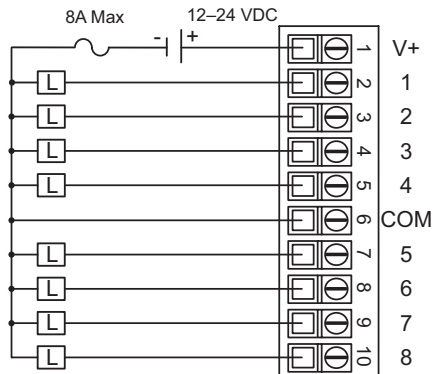 8A Max 12–24 VDC
- +
1 V+
L 2 1
L 3 2
L 4 3
L 5 4
6 COM
L 7 5
L 8 6
L 9 7
L 10 8